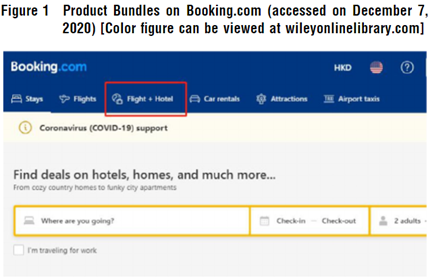 Figure 1 Product Bundles on Booking.com (accessed on December 7,
2020) [Color figure can be viewed at wileyonlinelibrary.com]
Booking.com HKD
Stays Flights Flight + Hotel Car rentals Attractions Airport taxis
Coronavirus (COVID-19) support
Find deals on hotels, homes, and much more...
From cozy country homes to funky city apartments
Where are you going? Check-in — Check-out 2 adults
I'm traveling for work